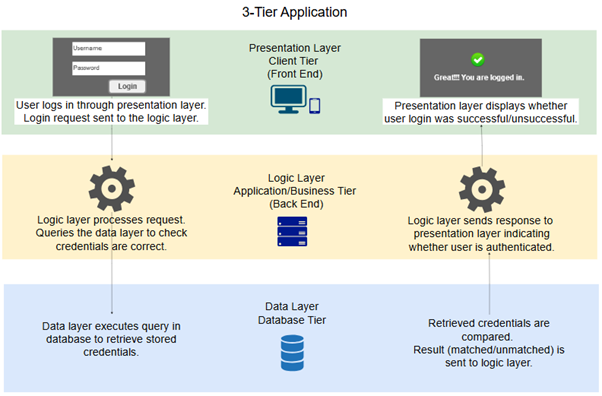 3-Tier Application
Username
Password
Login
User logs in through presentation layer.
Login request sent to the logic layer.
Presentation Layer
Client Tier
(Front End)
Great!!! You are logged in.
Presentation layer displays whether
user login was successful/unsuccessful.
Logic layer processes request.
Queries the data layer to check
credentials are correct.
Logic Layer
Application/Business Tier
(Back End)
Logic layer sends response to
presentation layer indicating
whether user is authenticated.
Data layer executes query in
database to retrieve stored
credentials.
Data Layer
Database Tier
Retrieved credentials are
compared.
Result (matched/unmatched) is
sent to logic layer.